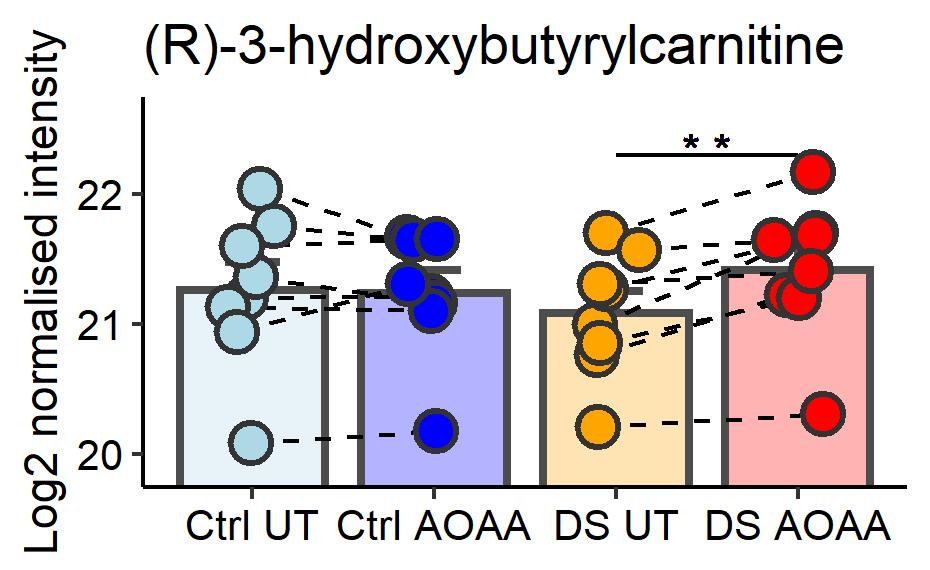 (R)-3-hydroxybutyrylcarnitine
Log2 normalised intensity
**
22
21
20
Ctrl UT Ctrl AOAA DS UT DS AOAA